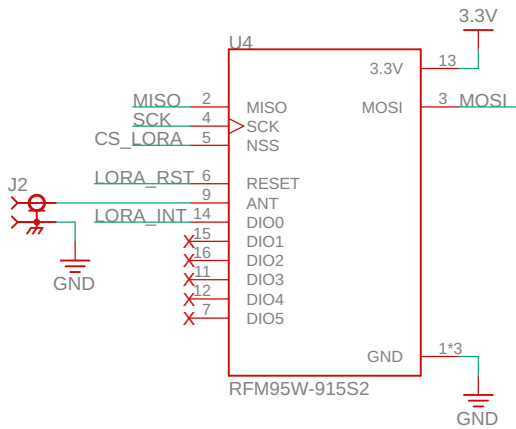 3.3V
U4
3.3V 13
MISO 2 MISO MOSI 3 MOSI
SCK 4 SCK
CS_LORA 5 NSS
LORA_RST 6 RESET
J2 9 ANT
LORA_INT 14 DIO0
15 DIO1
16 DIO2
11 DIO3
12 DIO4
7 DIO5
GND
GND 1*3
RFM95W-915S2
GND